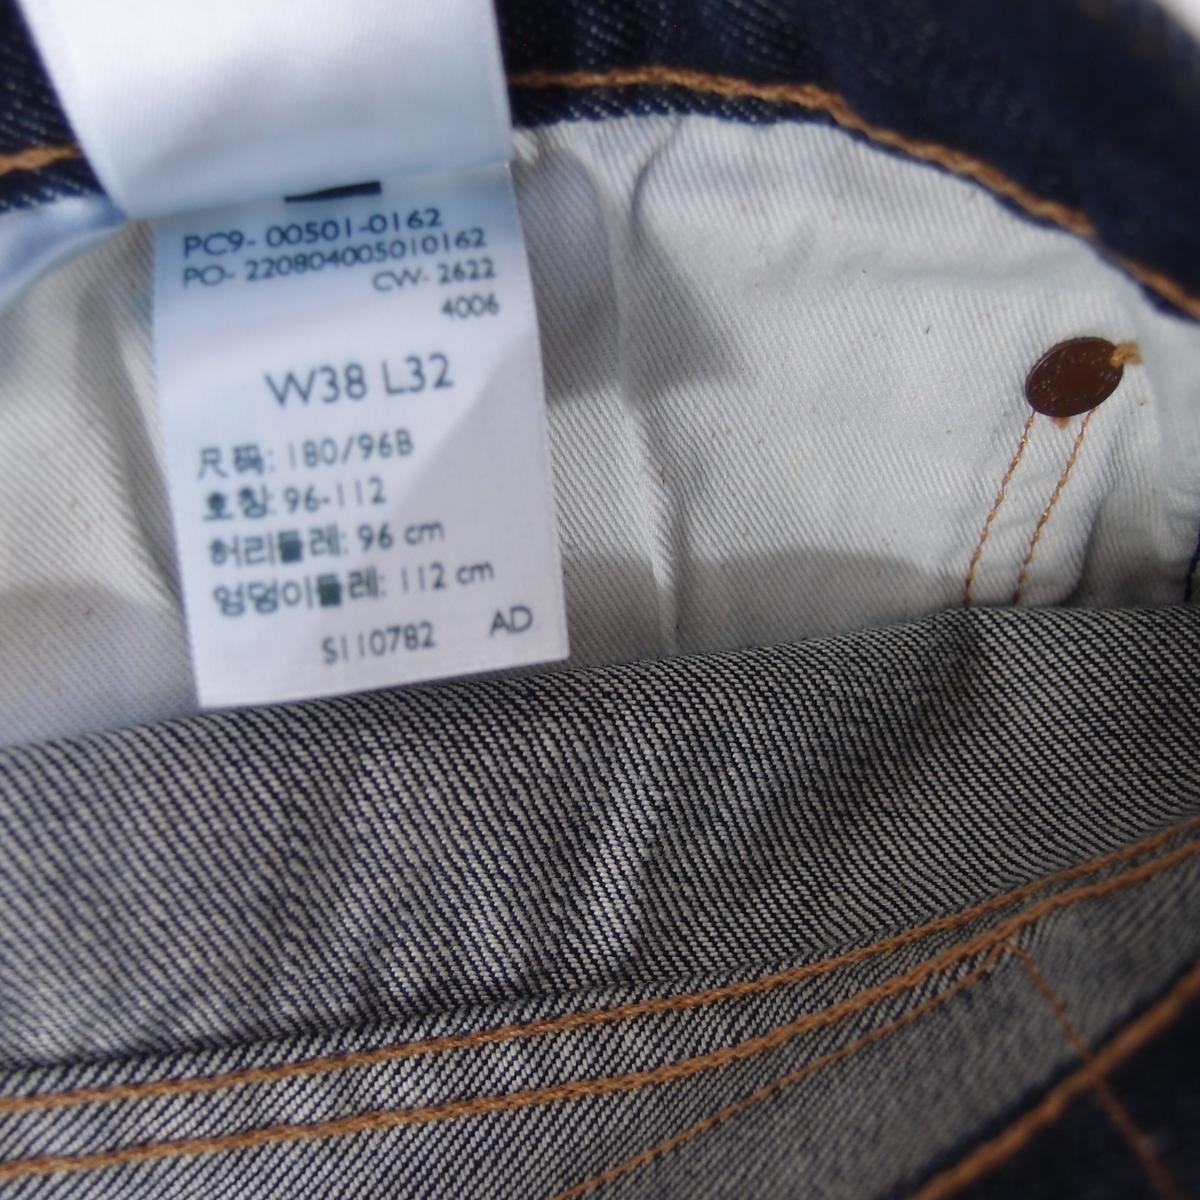 PC9- 00501-0162
PO- 220804005010162
CW- 2622
4006
W38 L32
尺码: 180/96B
호칭: 96-112
허리둘레: 96 cm
엉덩이둘레: 112 cm
S110782 AD